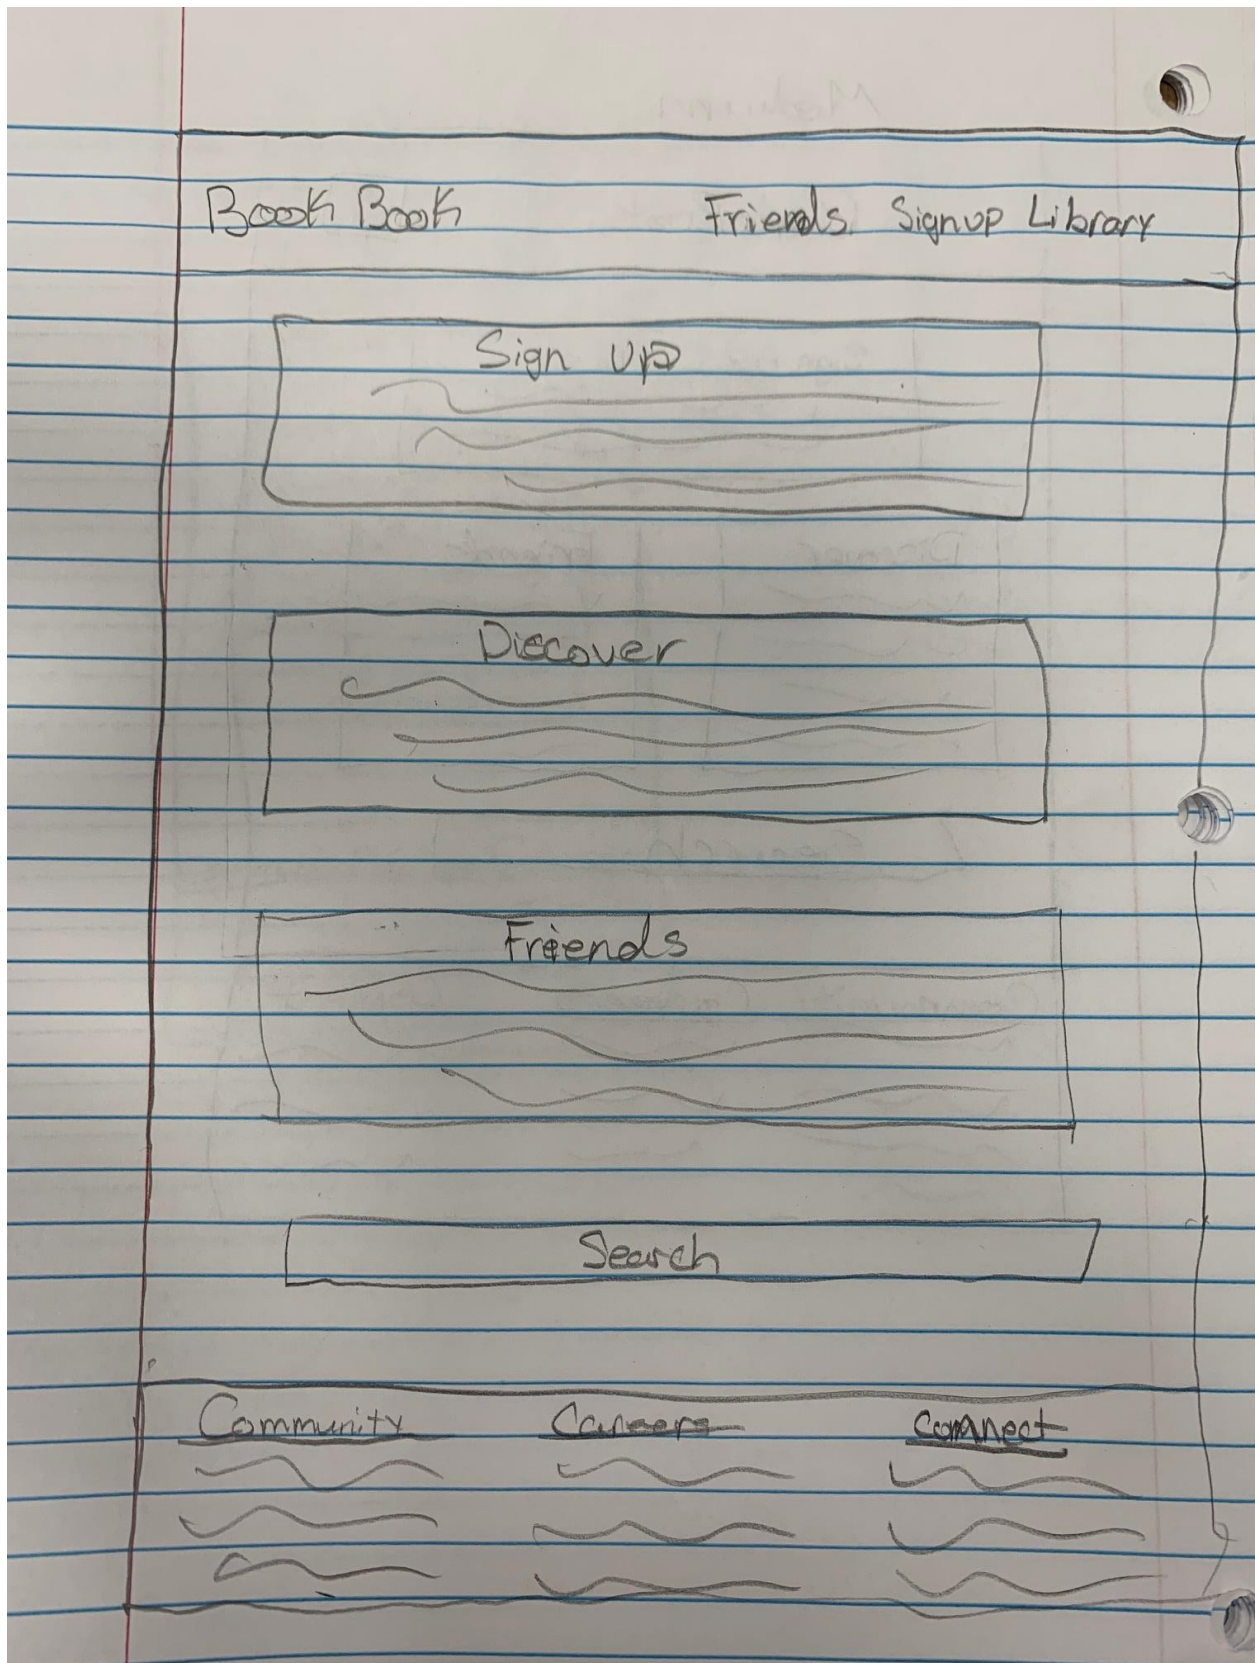 Book Book Friends Signup Library
Sign up
Discover
Friends
Search
Community Careers Connect